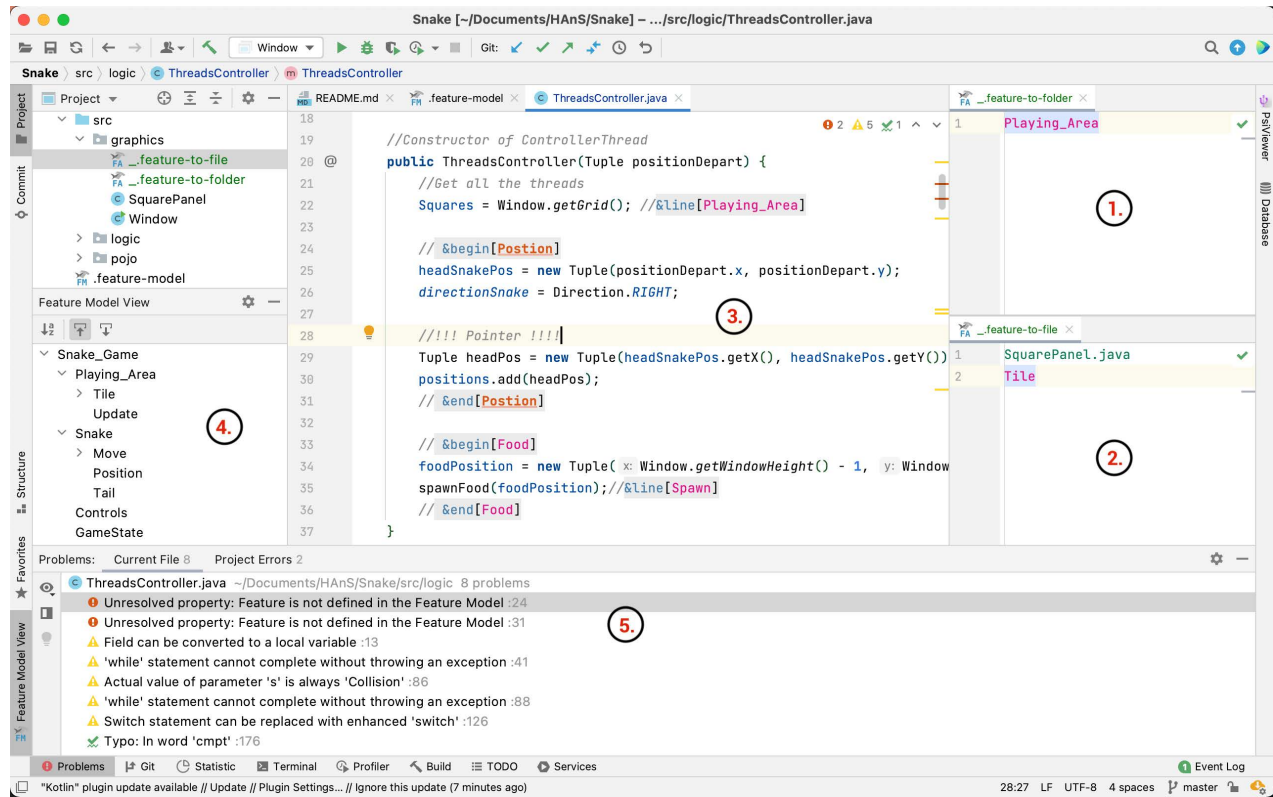 Snake [~/Documents/HAnS/Snake] – .../src/logic/ThreadsController.java
Window
Git:
Snake src logic C ThreadsController m ThreadsController
Project
README.md
.feature-model
ThreadsController.java
_.feature-to-folder
src
graphics
_.feature-to-file
_.feature-to-folder
SquarePanel
Window
logic
pojo
.feature-model
2 5 1
18
19 //Constructor of ControllerThread
20 @ public ThreadsController(Tuple positionDepart) {
21 //Get all the threads
22 Squares = Window.getGrid(); //&line[Playing_Area]
23
24 // &begin[Postion]
25 headSnakePos = new Tuple(positionDepart.x, positionDepart.y);
26 directionSnake = Direction.RIGHT;
27
28 //!!! Pointer !!!!
29 Tuple headPos = new Tuple(headSnakePos.getX(), headSnakePos.getY())
30 positions.add(headPos);
31 // &end[Postion]
32
33 // &begin[Food]
34 foodPosition = new Tuple( x: Window.getWindowHeight() - 1, y: Window
35 spawnFood(foodPosition);//&line[Spawn]
36 // &end[Food]
37 }
3.
1 Playing_Area
1.
_.feature-to-file
1 SquarePanel.java
2 Tile
2.
Feature Model View
Snake_Game
Playing_Area
Tile
Update
Snake
Move
Position
Tail
Controls
GameState
4.
Problems: Current File 8 Project Errors 2
ThreadsController.java ~/Documents/HAnS/Snake/src/logic 8 problems
Unresolved property: Feature is not defined in the Feature Model :24
Unresolved property: Feature is not defined in the Feature Model :31
Field can be converted to a local variable :13
'while' statement cannot complete without throwing an exception :41
Actual value of parameter 's' is always 'Collision' :86
'while' statement cannot complete without throwing an exception :88
Switch statement can be replaced with enhanced 'switch' :126
Typo: In word 'cmpt' :176
5.
Project
Commit
Structure
Favorites
Feature Model View
FM
PsiViewer
Database
Problems Git Statistic Terminal Profiler Build TODO Services 1 Event Log
"Kotlin" plugin update available // Update // Plugin Settings... // Ignore this update (7 minutes ago) 28:27 LF UTF-8 4 spaces master